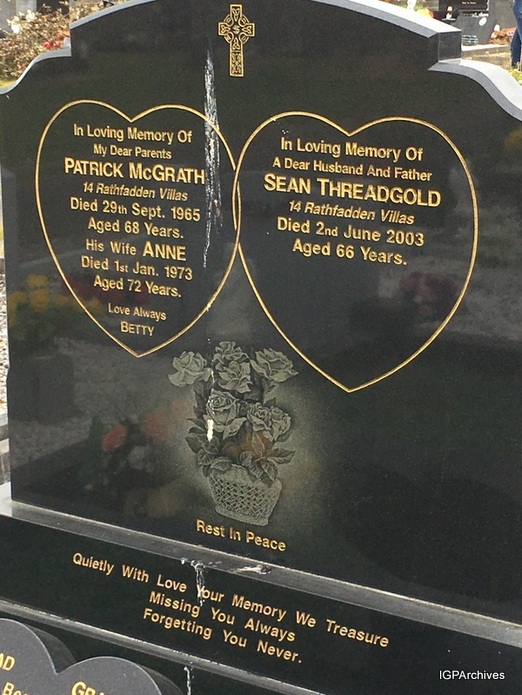 In Loving Memory Of
My Dear Parents
PATRICK McGRATH
14 Rathfadden Villas
Died 29th Sept. 1965
Aged 68 Years.
His Wife ANNE
Died 1st Jan. 1973
Aged 72 Years.
Love Always
BETTY
In Loving Memory Of
A Dear Husband And Father
SEAN THREADGOLD
14 Rathfadden Villas
Died 2nd June 2003
Aged 66 Years.
Rest In Peace
Quietly With Love Your Memory We Treasure
Missing You Always
Forgetting You Never.
IGPArchives